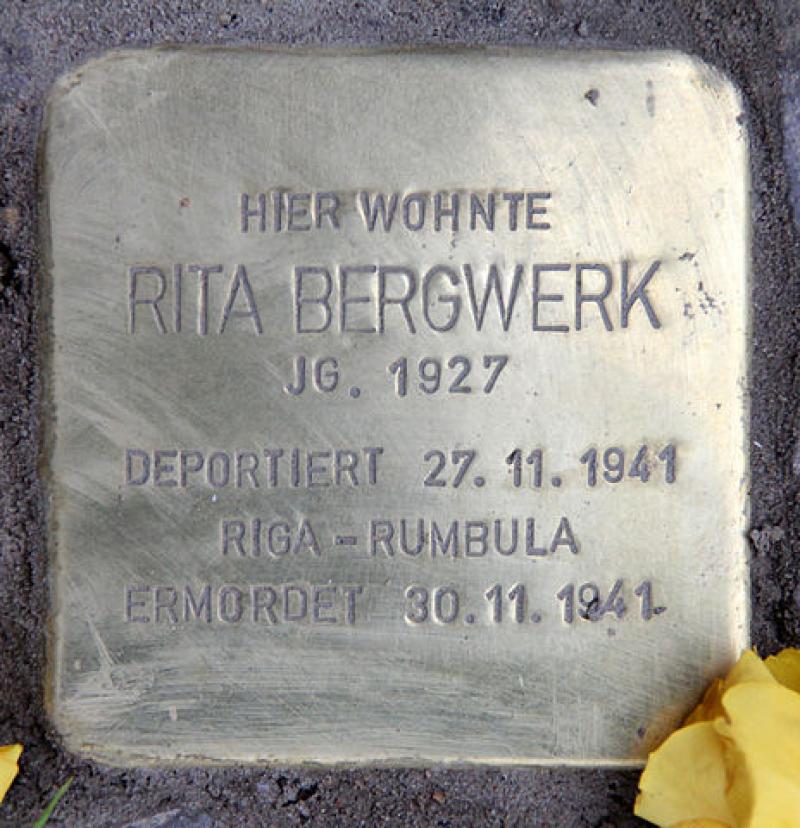 HIER WOHNTE
RITA BERGWERK
JG. 1927
DEPORTIERT 27.11.1941
RIGA-RUMBULA
ERMORDET 30.11.1941